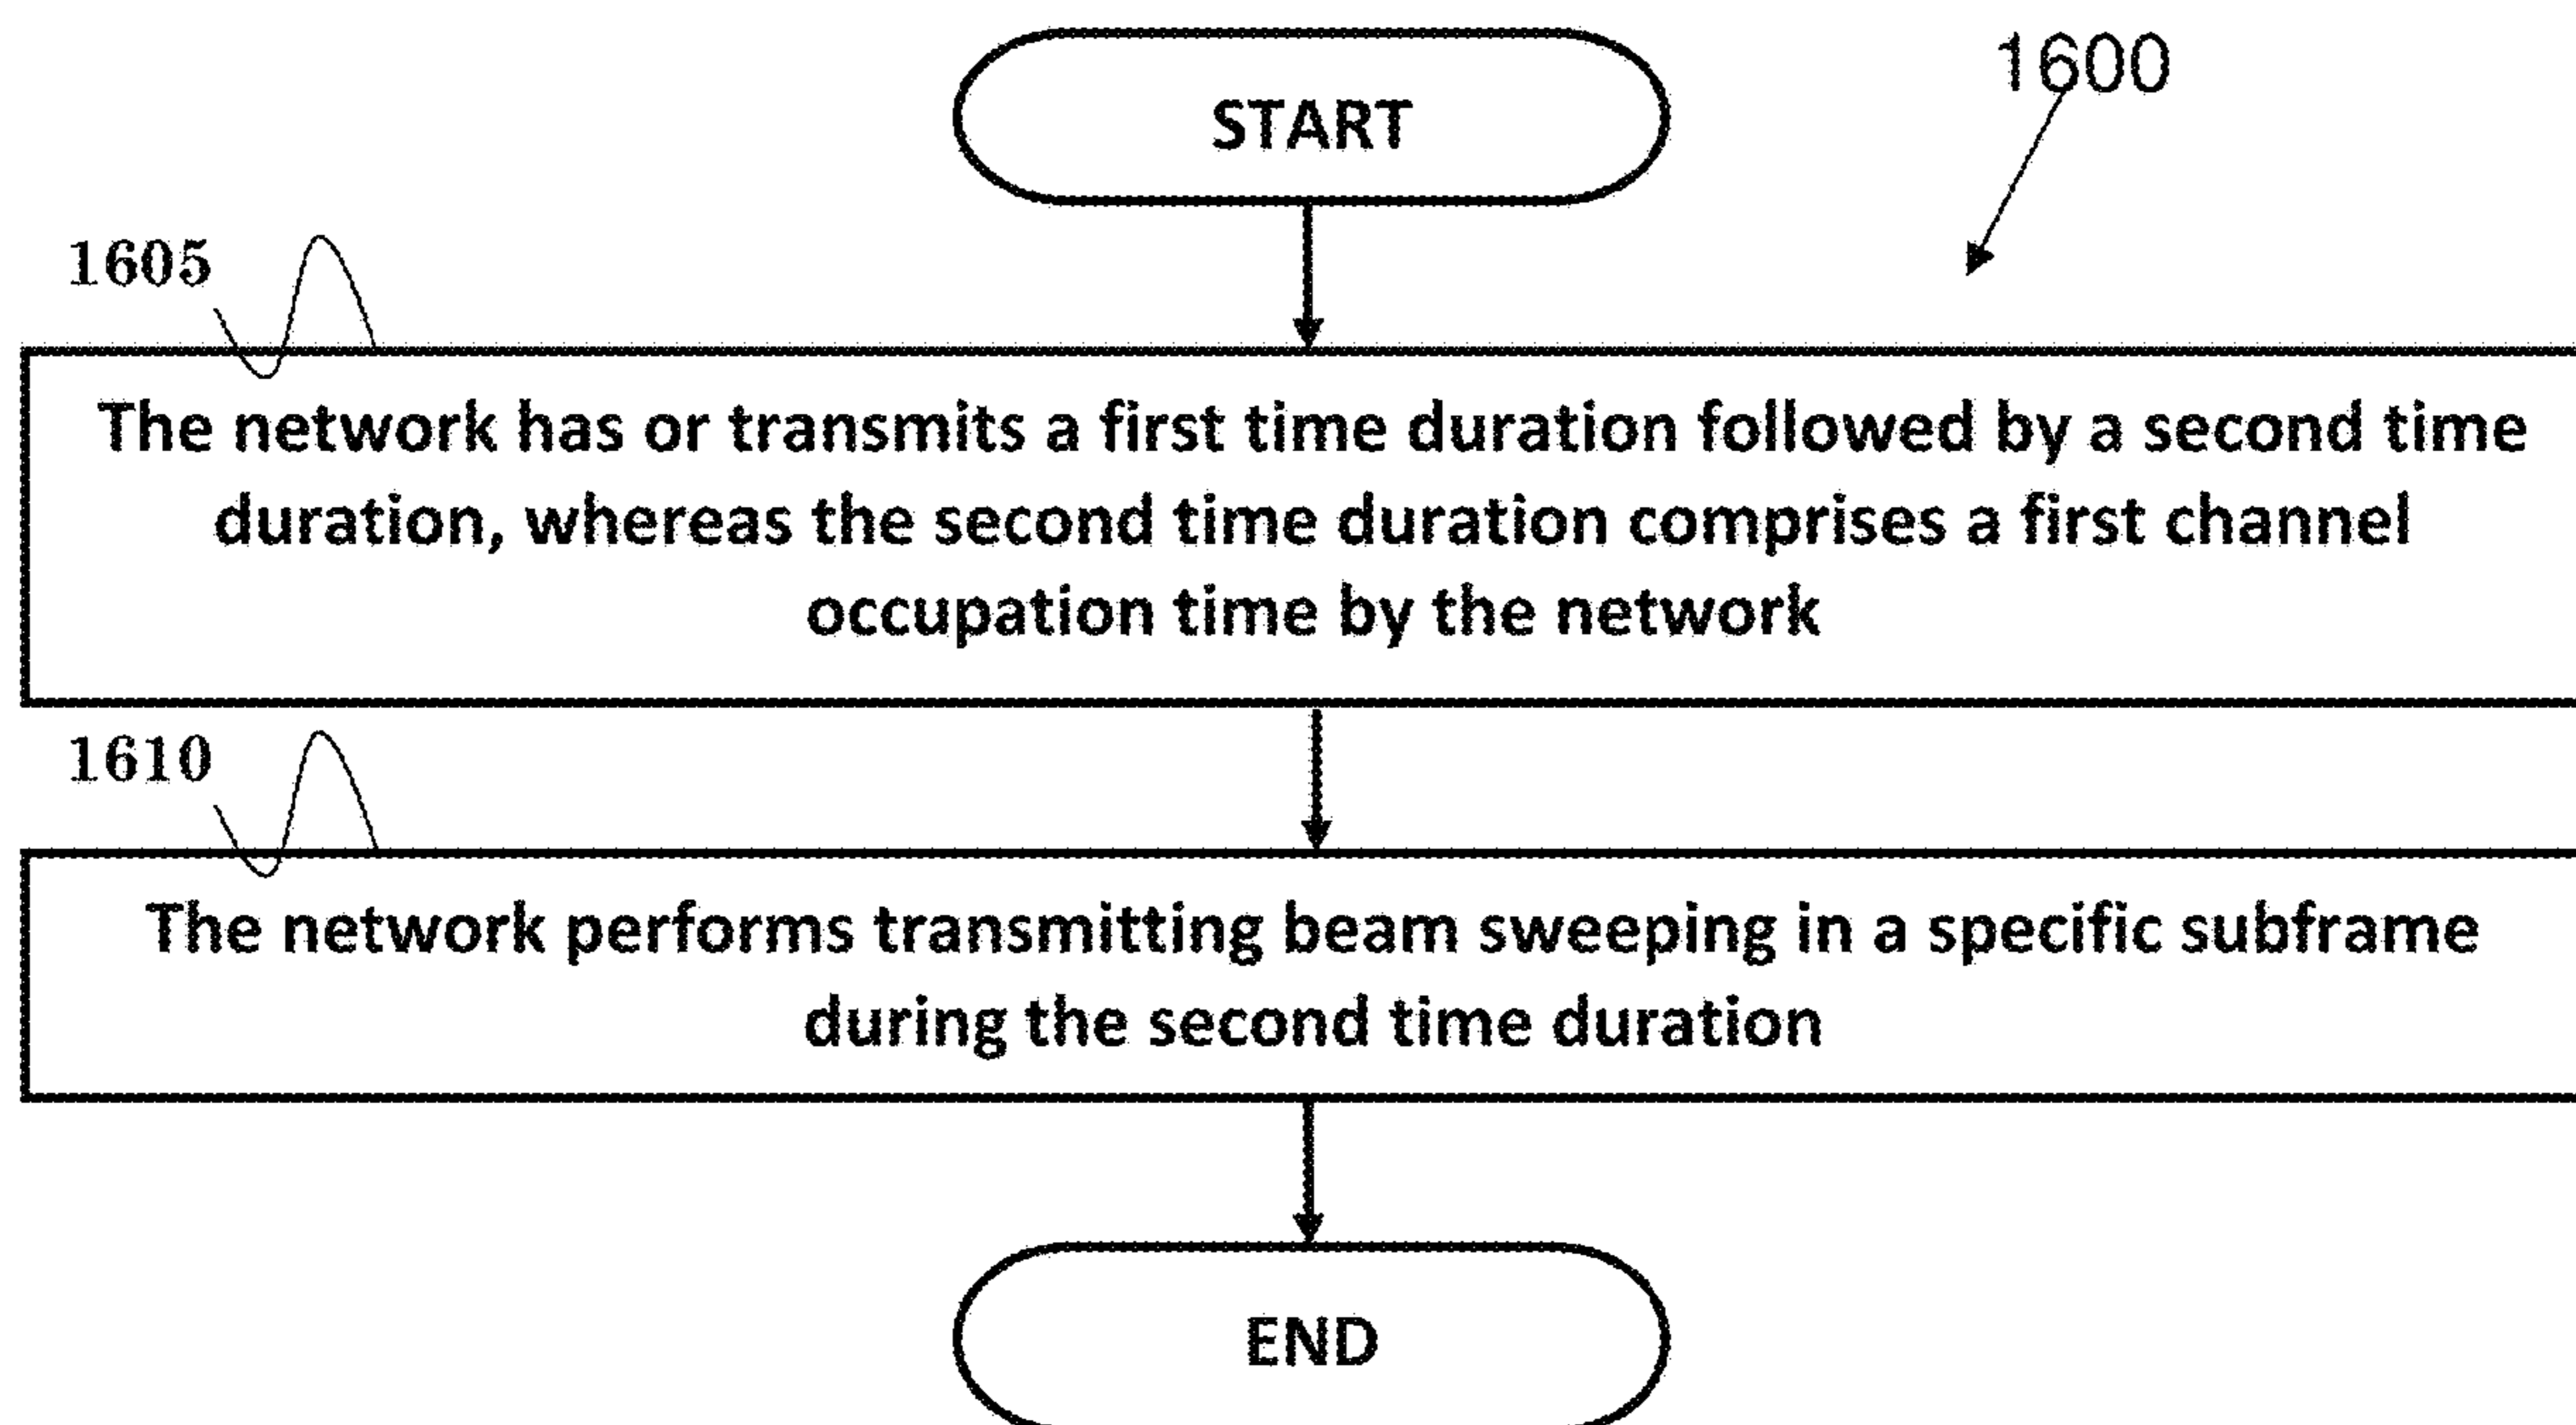 START
1600
1605
The network has or transmits a first time duration followed by a second time
duration, whereas the second time duration comprises a first channel
occupation time by the network
1610
The network performs transmitting beam sweeping in a specific subframe
during the second time duration
END